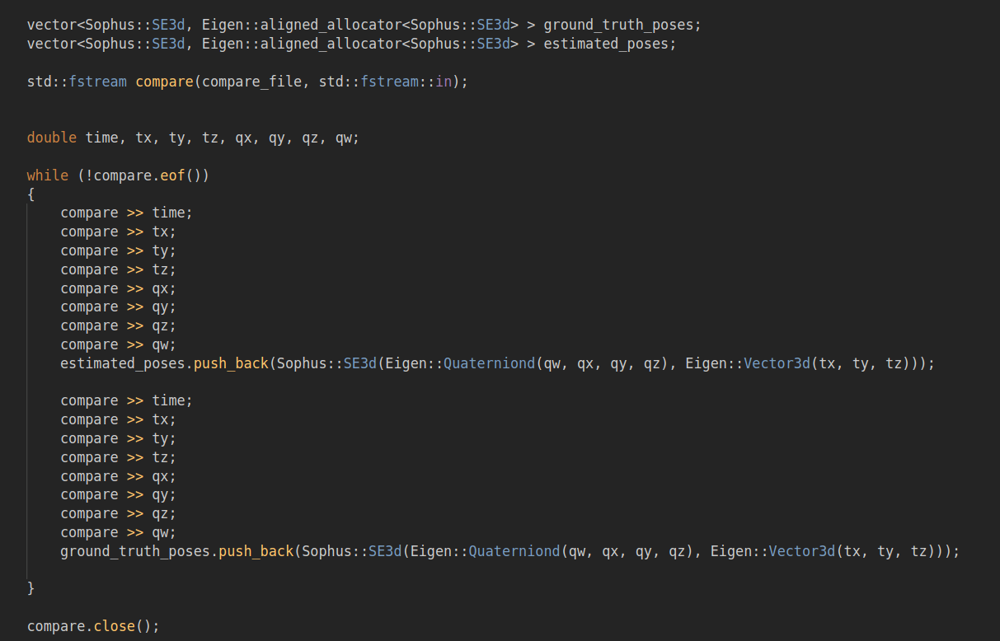 vector<Sophus::SE3d, Eigen::aligned_allocator<Sophus::SE3d> > ground_truth_poses;
vector<Sophus::SE3d, Eigen::aligned_allocator<Sophus::SE3d> > estimated_poses;
std::fstream compare(compare_file, std::fstream::in);
double time, tx, ty, tz, qx, qy, qz, qw;
while (!compare.eof())
{
    compare >> time;
    compare >> tx;
    compare >> ty;
    compare >> tz;
    compare >> qx;
    compare >> qy;
    compare >> qz;
    compare >> qw;
    estimated_poses.push_back(Sophus::SE3d(Eigen::Quaterniond(qw, qx, qy, qz), Eigen::Vector3d(tx, ty, tz)));
    compare >> time;
    compare >> tx;
    compare >> ty;
    compare >> tz;
    compare >> qx;
    compare >> qy;
    compare >> qz;
    compare >> qw;
    ground_truth_poses.push_back(Sophus::SE3d(Eigen::Quaterniond(qw, qx, qy, qz), Eigen::Vector3d(tx, ty, tz)));
}
compare.close();